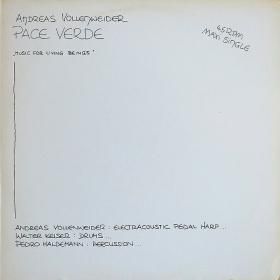 ANDREAS VOLLENWEIDER
PACE VERDE
"MUSIC FOR LIVING BEINGS"
45 RPM
MAXI SINGLE
ANDREAS VOLLENWEIDER : ELECTRACOUSTIC PEDAL HARP...
WALTER KEISER : DRUMS...
PEDRO HALDEMANN : PERCUSSION...